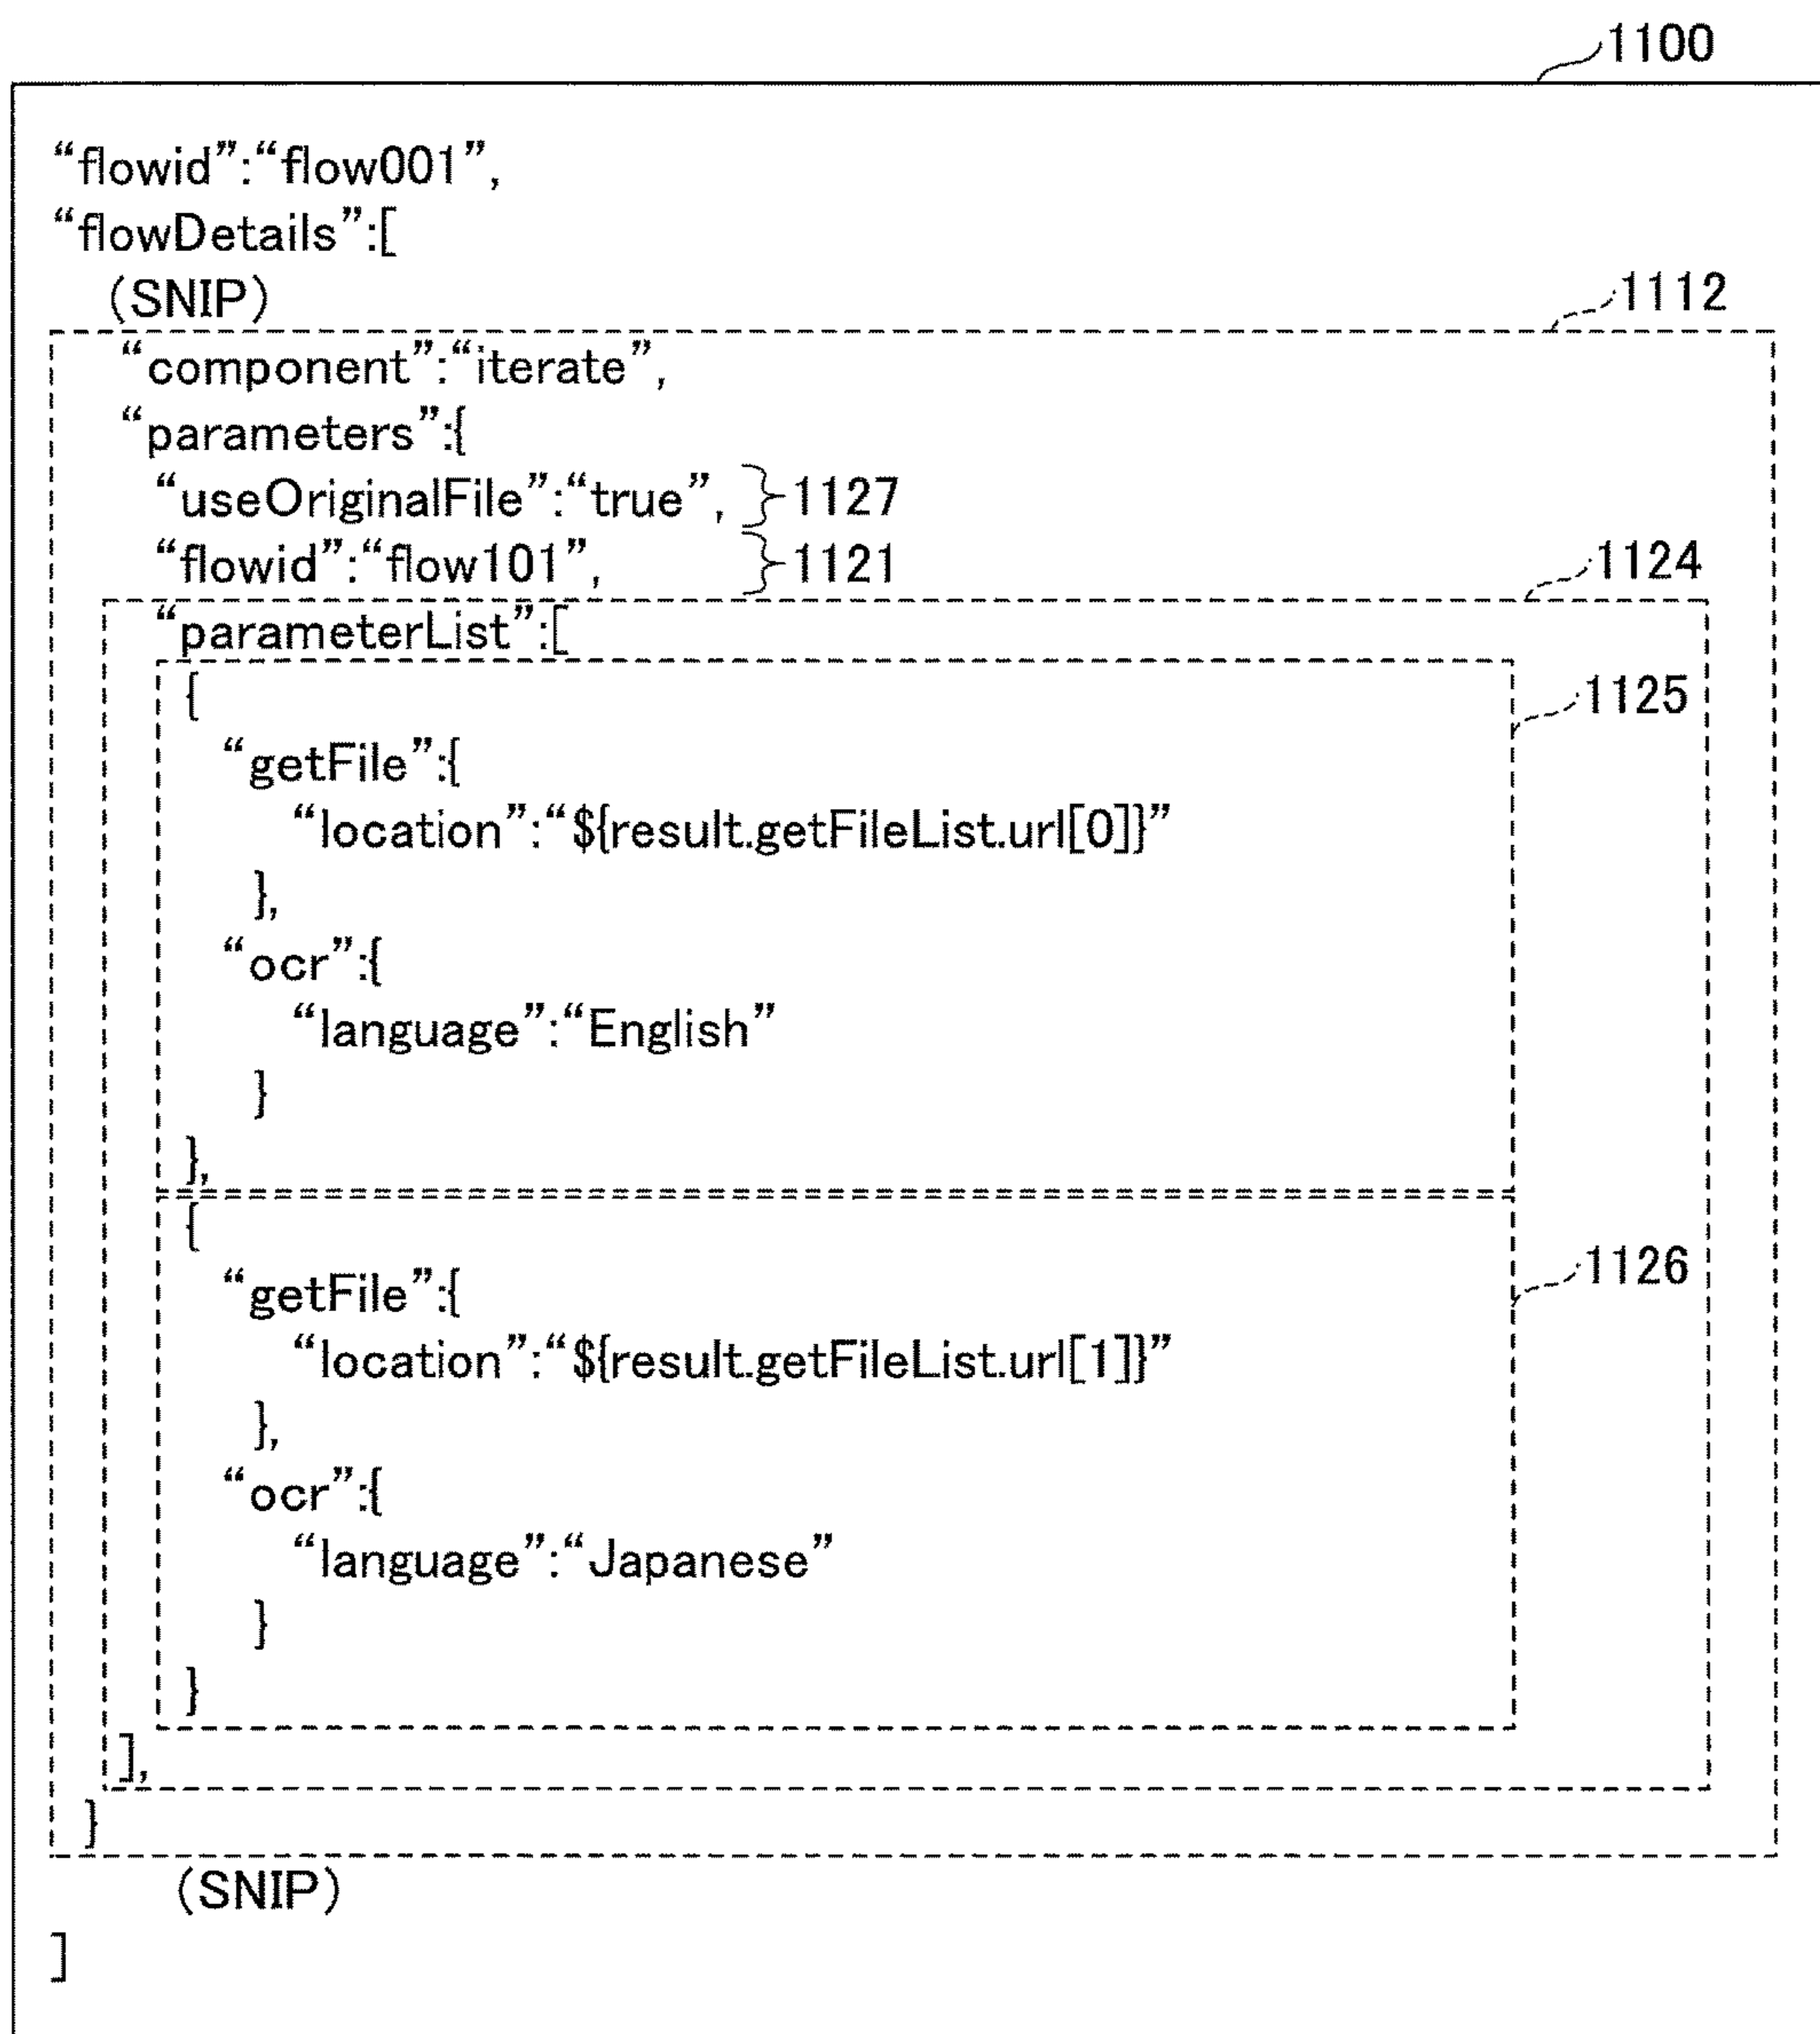 1100
“flowid”:“flow001”,
“flowDetails”:[
(SNIP)
1112
“component”:“iterate”,
“parameters”:{
“useOriginalFile”:“true”, 1127
“flowid”:“flow101”, 1121
1124
“parameterList”:[
{
1125
“getFile”:{
“location”:“${result.getFileList.url[0]}”
},
“ocr”:{
“language”:“English”
}
},
{
1126
“getFile”:{
“location”:“${result.getFileList.url[1]}”
},
“ocr”:{
“language”:“Japanese”
}
}
],
}
(SNIP)
]